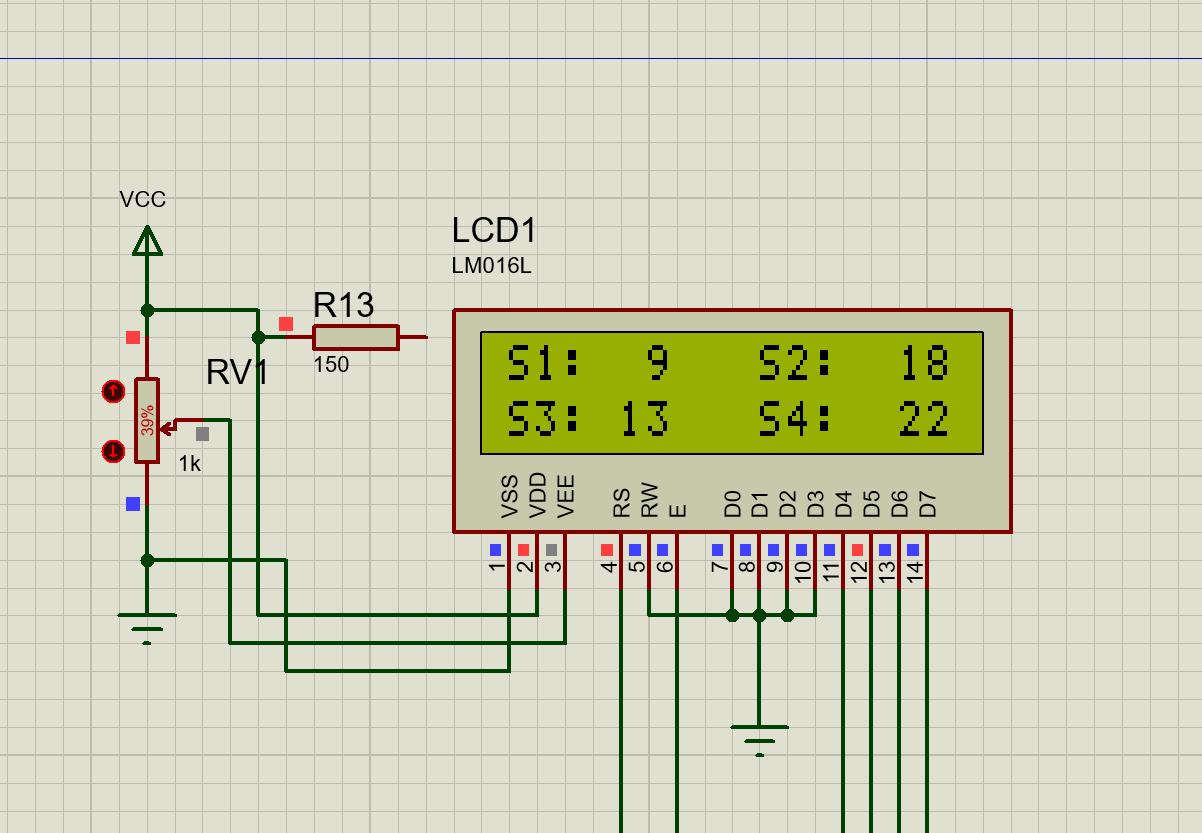 VCC
LCD1
LM016L
R13
150
RV1
39%
1k
S1: 9 S2: 18
S3: 13 S4: 22
VSS VDD VEE RS RW E D0 D1 D2 D3 D4 D5 D6 D7
1 2 3 4 5 6 7 8 9 10 11 12 13 14